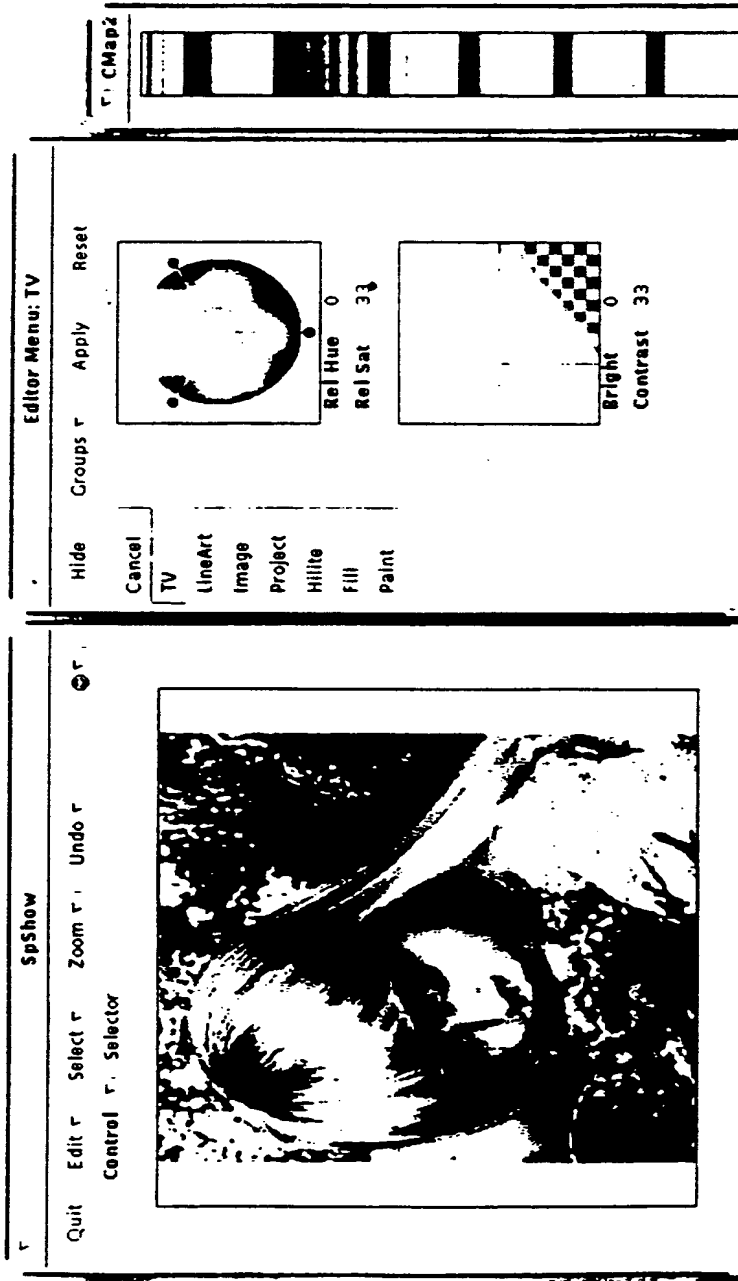 SpShow
Quit Edit Select Zoom Undo
Control Selector
Editor Menu: TV
Hide Groups Apply Reset
Cancel
TV
LineArt
Image
Project
Hilite
Fill
Paint
Rel Hue 0
Rel Sat 33
Bright 0
Contrast 33
CMap2